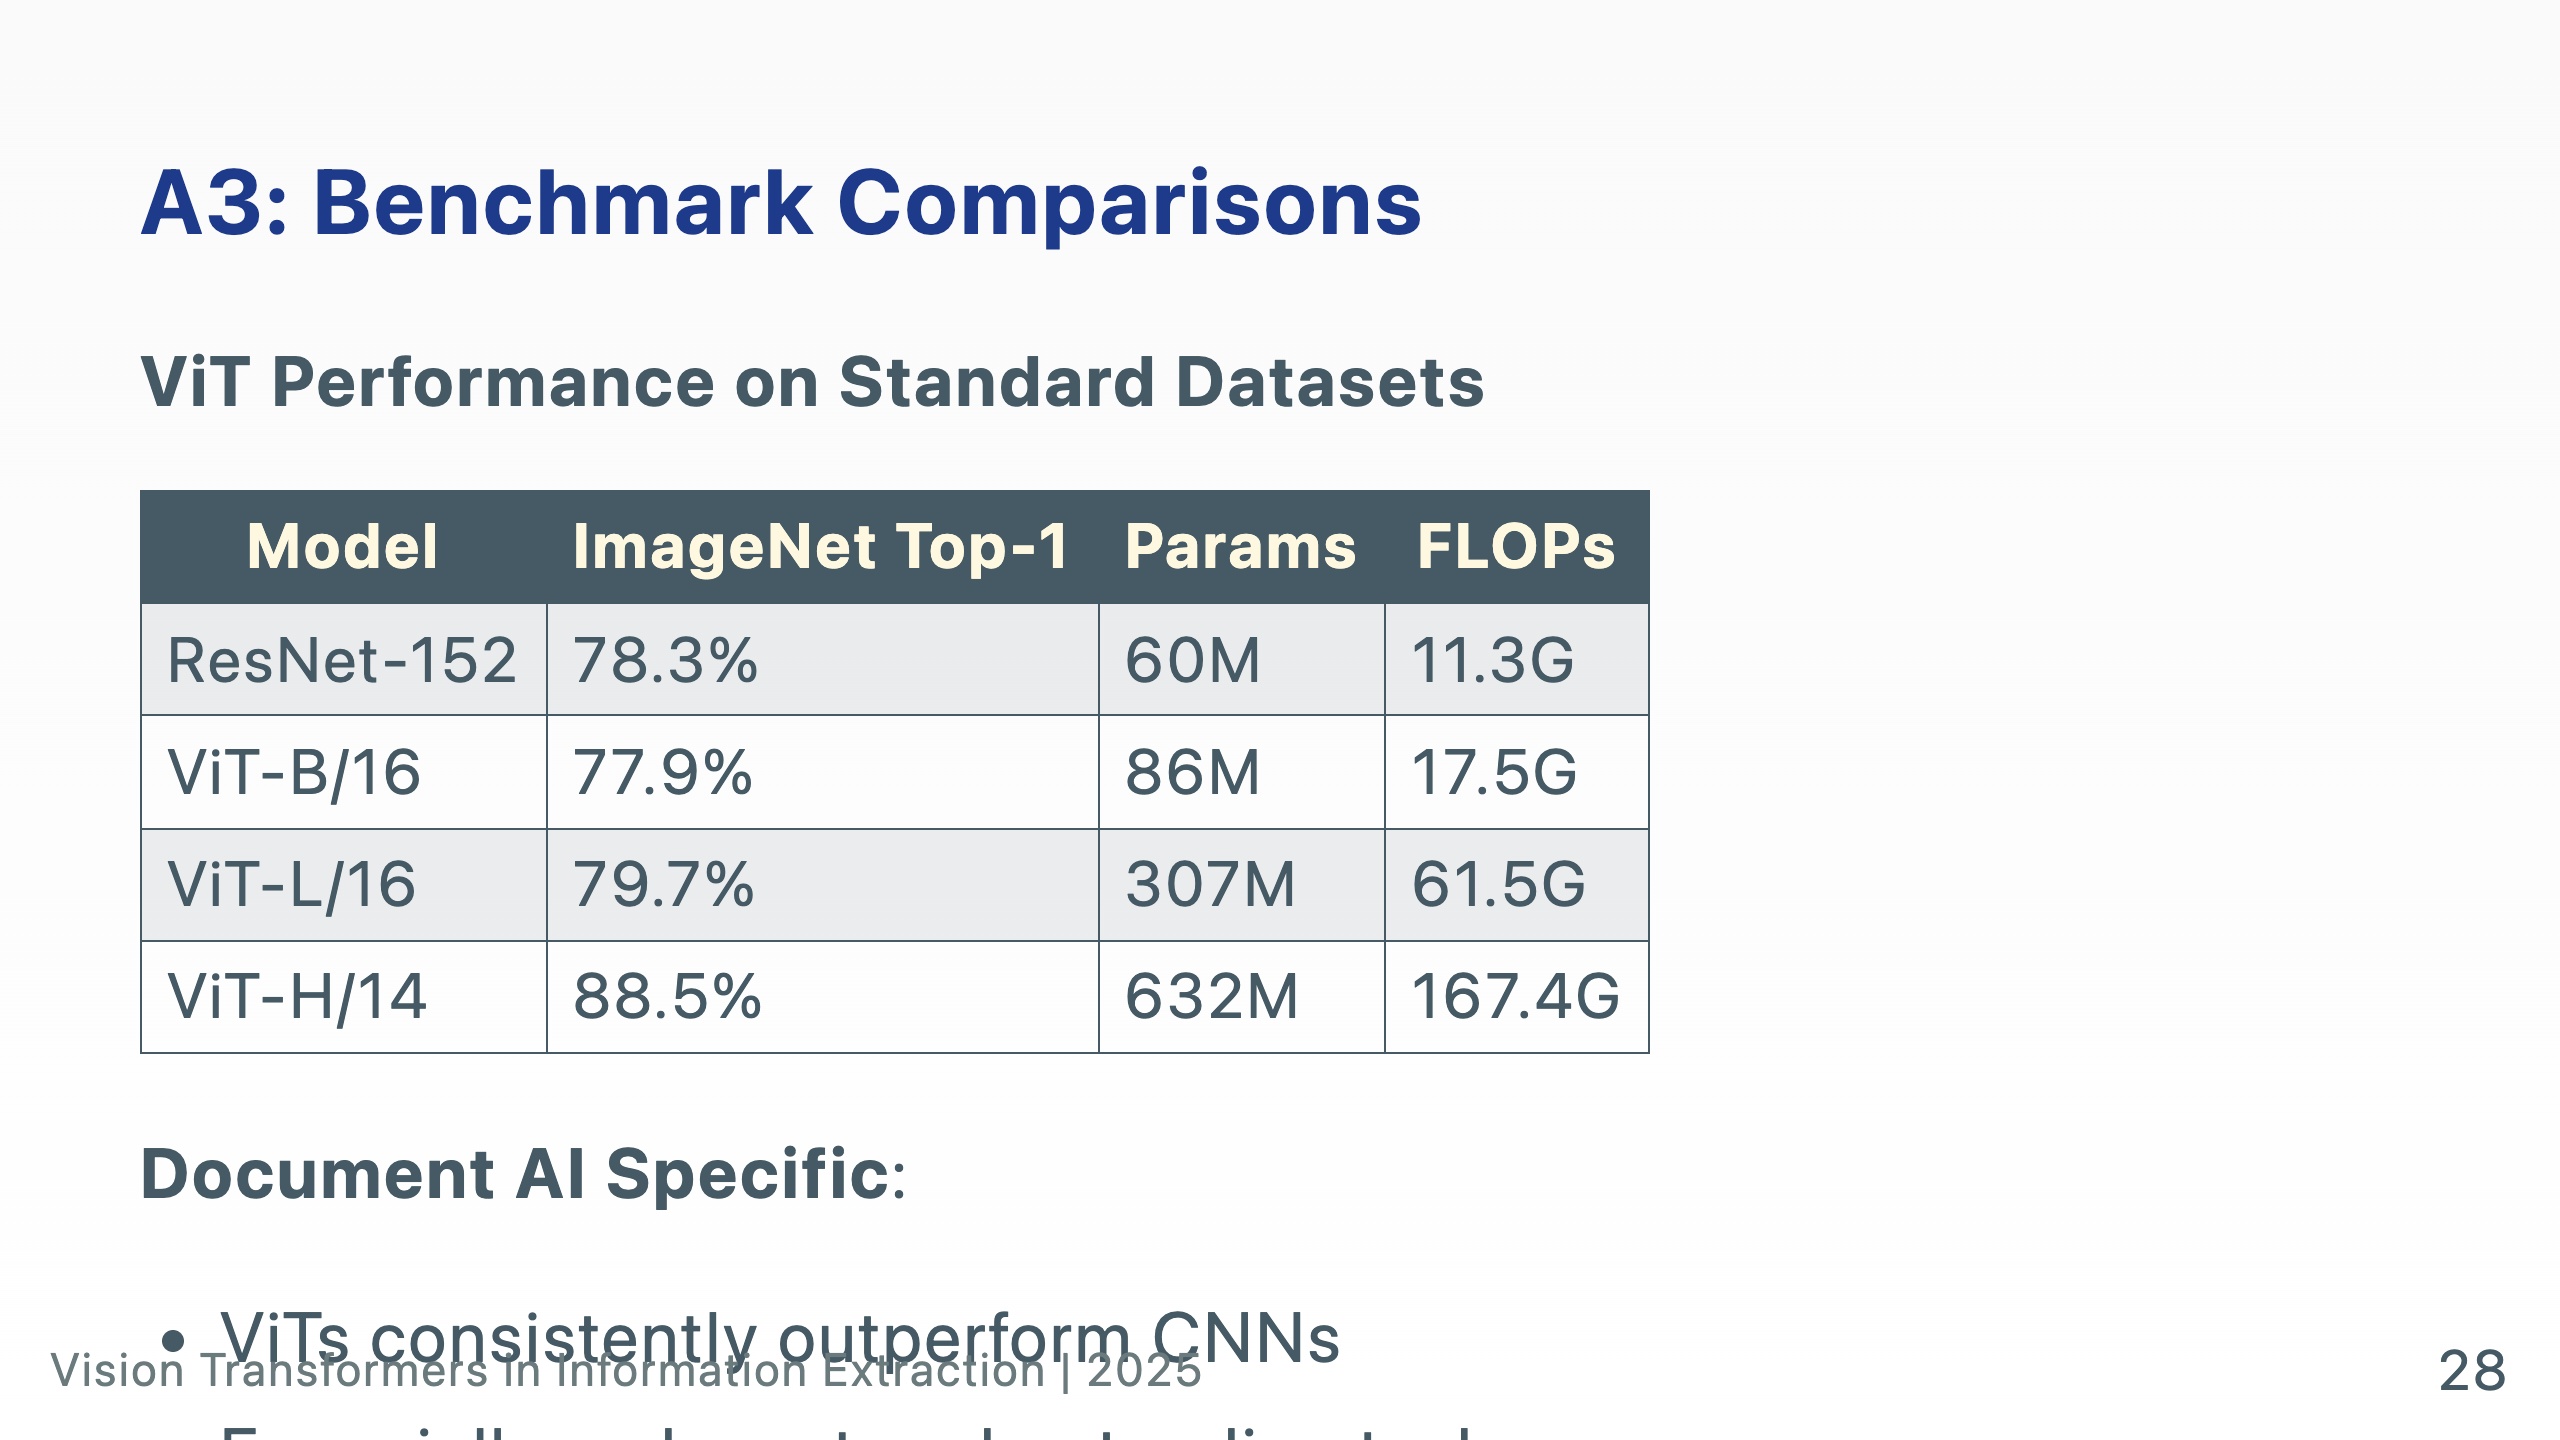 A3: Benchmark Comparisons
ViT Performance on Standard Datasets
Model ImageNet Top-1 Params FLOPs
ResNet-152 78.3% 60M 11.3G
ViT-B/16 77.9% 86M 17.5G
ViT-L/16 79.7% 307M 61.5G
ViT-H/14 88.5% 632M 167.4G
Document AI Specific:
• ViTs consistently outperform CNNs
Vision Transformers in Information Extraction | 2025
28